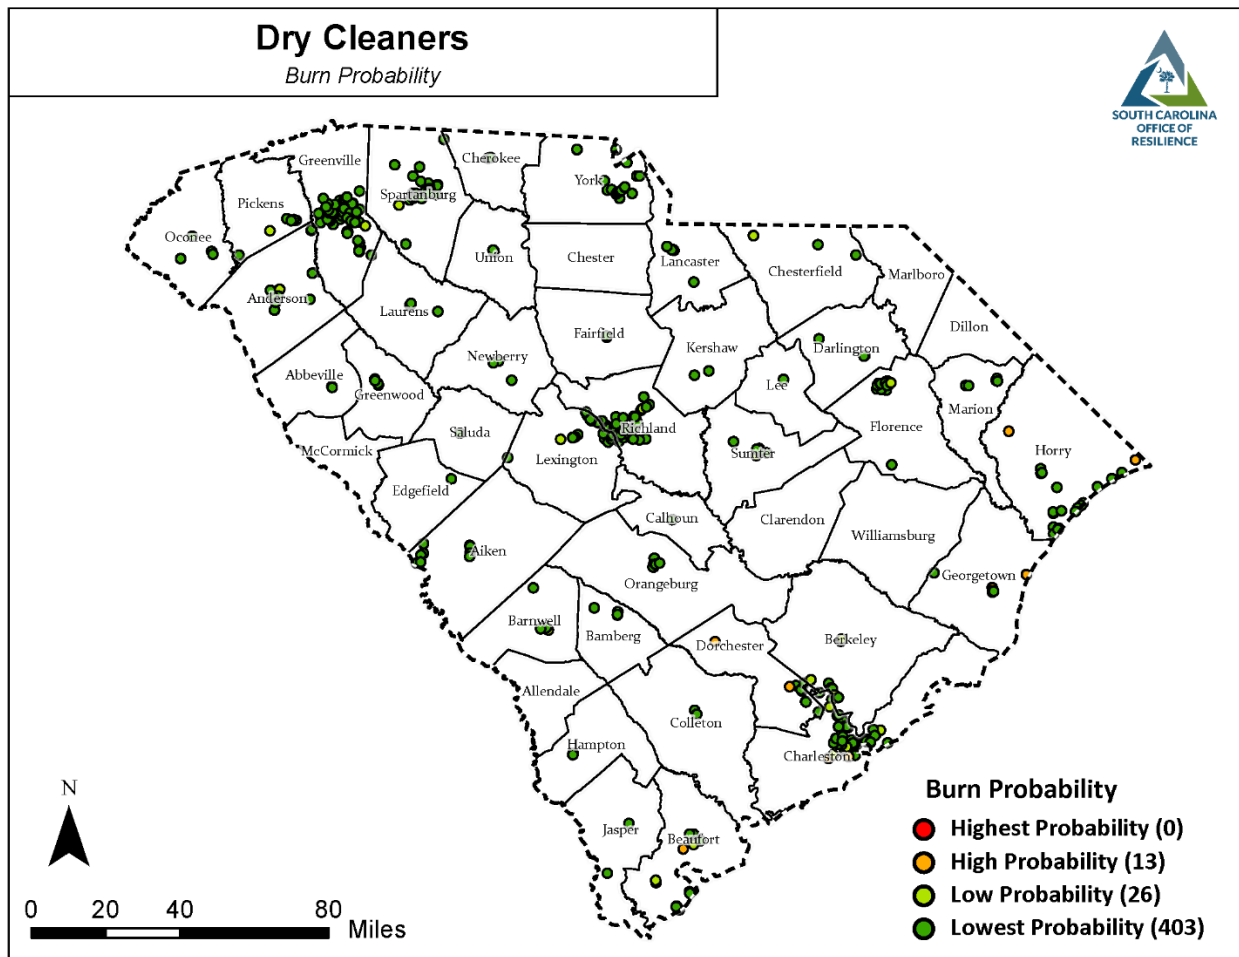 Dry Cleaners
Burn Probability
SOUTH CAROLINA
OFFICE OF
RESILIENCE
Cherokee
Greenville
York
Spartanburg
Pickens
Oconee
Union
Chester
Lancaster
Chesterfield
Marlboro
Anderson
Laurens
Dillon
Fairfield
Kershaw
Darlington
Newberry
Abbeville
Greenwood
Lee
Marion
Saluda
Richland
Florence
McCormick
Lexington
Sumter
Horry
Edgefield
Calhoun
Clarendon
Williamsburg
Aiken
Orangeburg
Georgetown
Barnwell
Bamberg
Dorchester
Berkeley
Allendale
Colleton
Hampton
Charleston
Jasper
Beaufort
N
0 20 40 80 Miles
Burn Probability
Highest Probability (0)
High Probability (13)
Low Probability (26)
Lowest Probability (403)